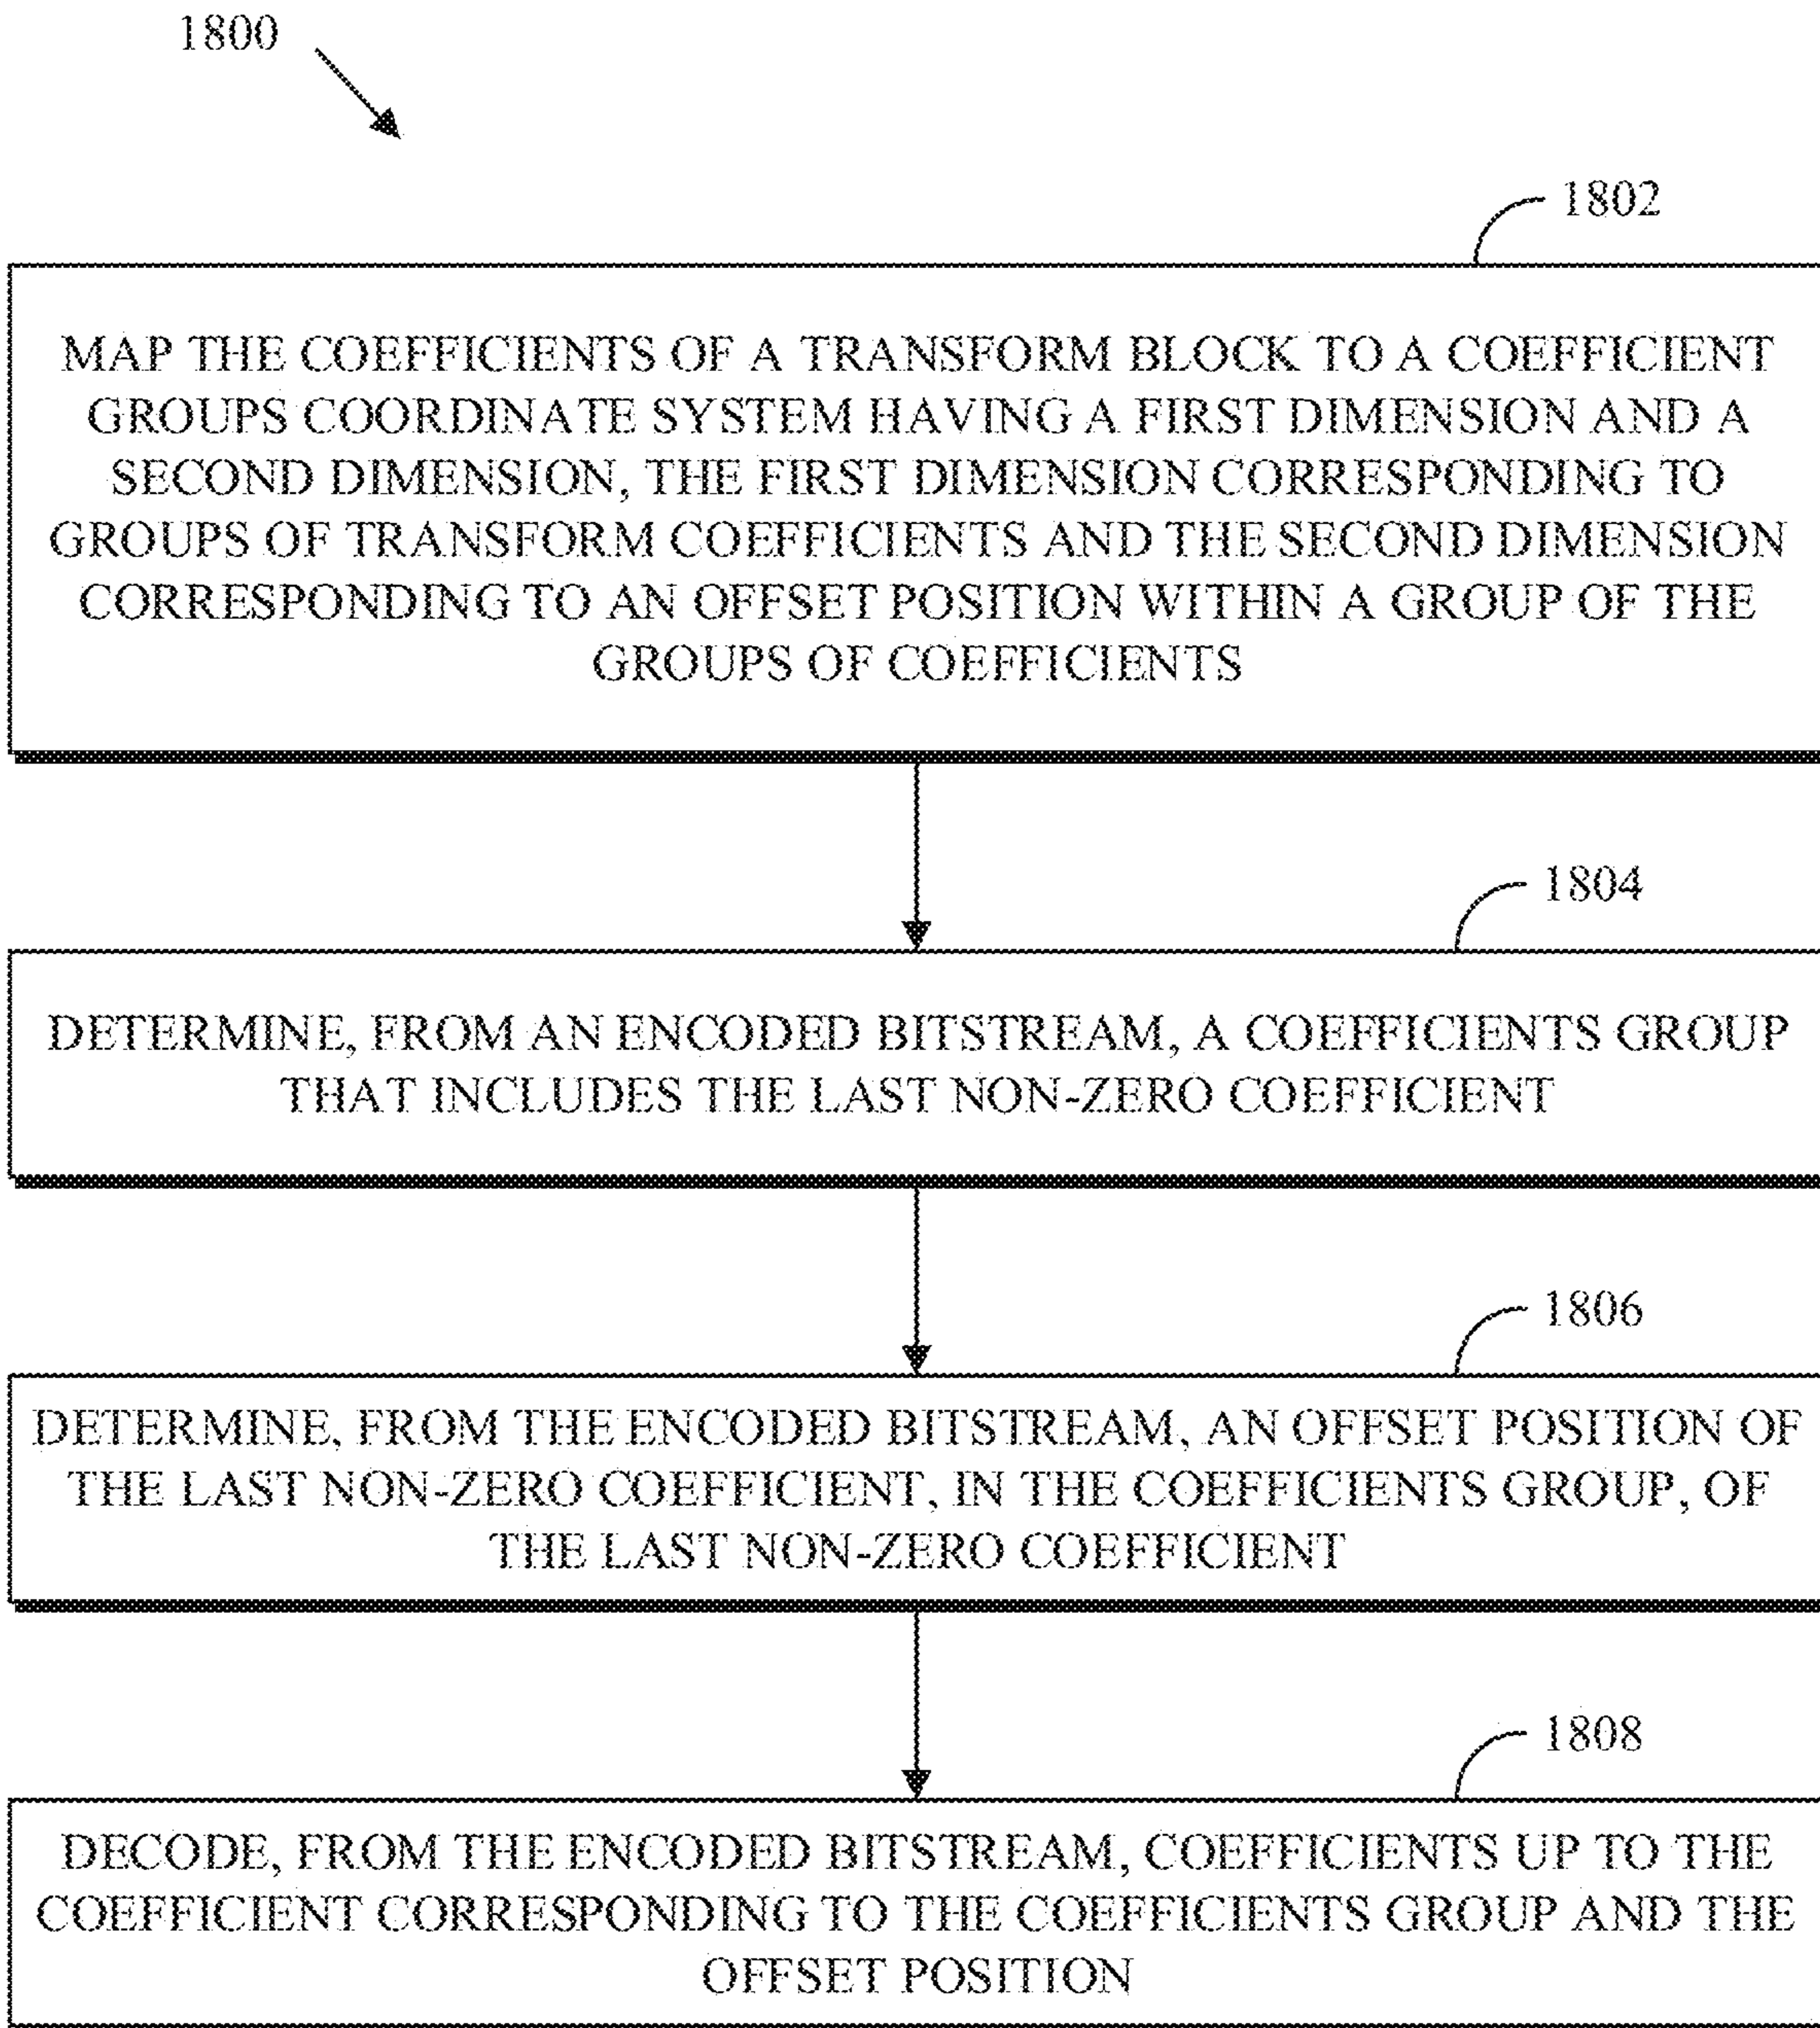 1800
1802
MAP THE COEFFICIENTS OF A TRANSFORM BLOCK TO A COEFFICIENT
GROUPS COORDINATE SYSTEM HAVING A FIRST DIMENSION AND A
SECOND DIMENSION, THE FIRST DIMENSION CORRESPONDING TO
GROUPS OF TRANSFORM COEFFICIENTS AND THE SECOND DIMENSION
CORRESPONDING TO AN OFFSET POSITION WITHIN A GROUP OF THE
GROUPS OF COEFFICIENTS
1804
DETERMINE, FROM AN ENCODED BITSTREAM, A COEFFICIENTS GROUP
THAT INCLUDES THE LAST NON-ZERO COEFFICIENT
1806
DETERMINE, FROM THE ENCODED BITSTREAM, AN OFFSET POSITION OF
THE LAST NON-ZERO COEFFICIENT, IN THE COEFFICIENTS GROUP, OF
THE LAST NON-ZERO COEFFICIENT
1808
DECODE, FROM THE ENCODED BITSTREAM, COEFFICIENTS UP TO THE
COEFFICIENT CORRESPONDING TO THE COEFFICIENTS GROUP AND THE
OFFSET POSITION